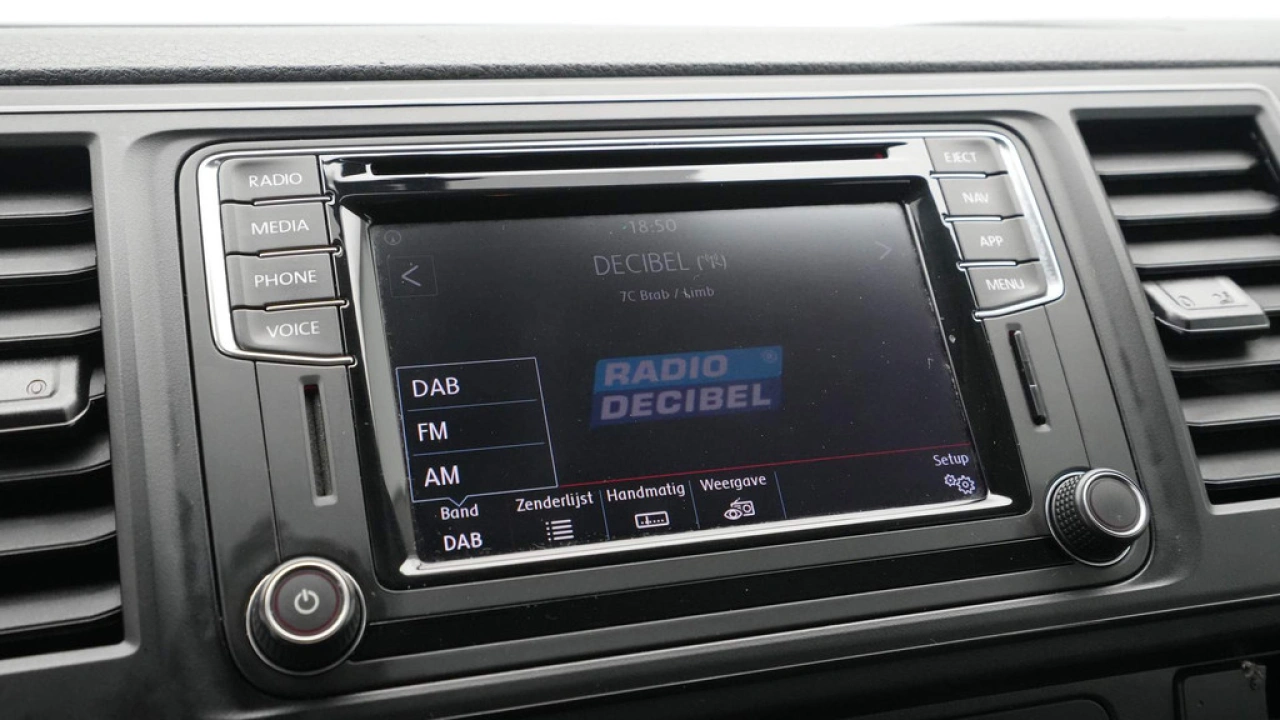 RADIO
MEDIA
PHONE
VOICE
EJECT
NAV
APP
MENU
18:50
DECIBEL
7C Brab / Limb
RADIO
DECIBEL
DAB
FM
AM
Band
DAB
Zenderlijst
Handmatig
Weergave
Setup